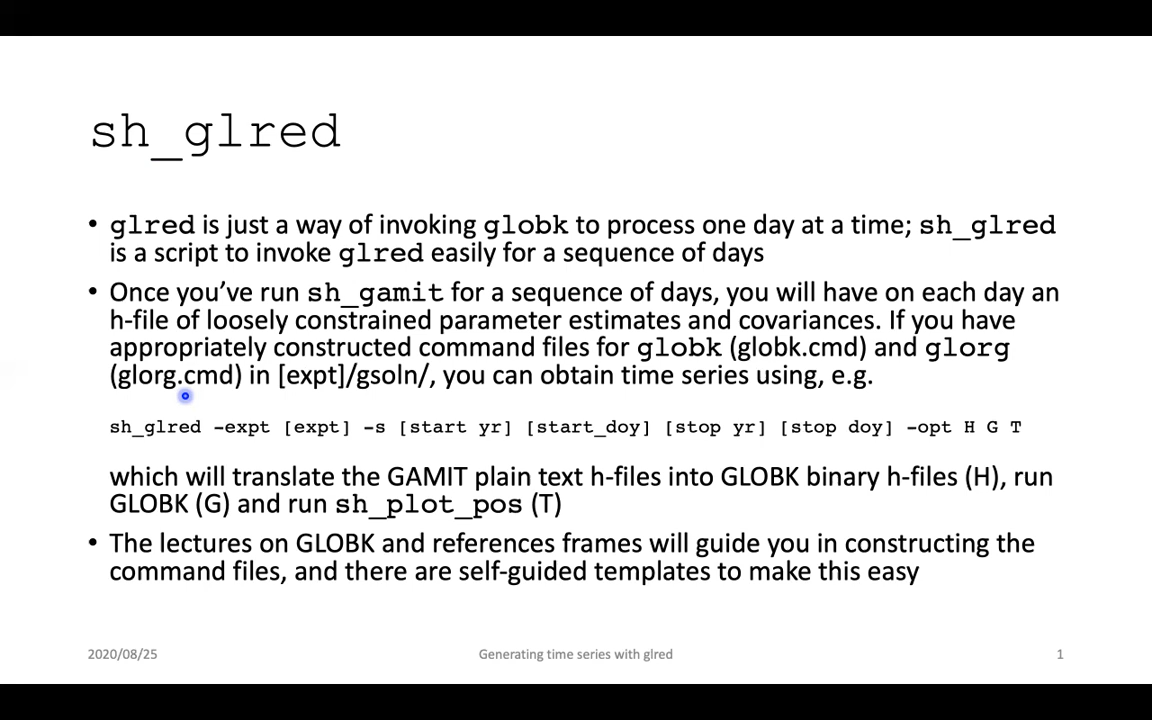 sh_glred
• glred is just a way of invoking globk to process one day at a time; sh_glred
is a script to invoke glred easily for a sequence of days
• Once you’ve run sh_gamit for a sequence of days, you will have on each day an
h-file of loosely constrained parameter estimates and covariances. If you have
appropriately constructed command files for globk (globk.cmd) and glorg
(glorg.cmd) in [expt]/gsoln/, you can obtain time series using, e.g.
sh_glred –expt [expt] –s [start yr] [start_doy] [stop yr] [stop doy] –opt H G T
which will translate the GAMIT plain text h-files into GLOBK binary h-files (H), run
GLOBK (G) and run sh_plot_pos (T)
• The lectures on GLOBK and references frames will guide you in constructing the
command files, and there are self-guided templates to make this easy
2020/08/25
Generating time series with glred
1